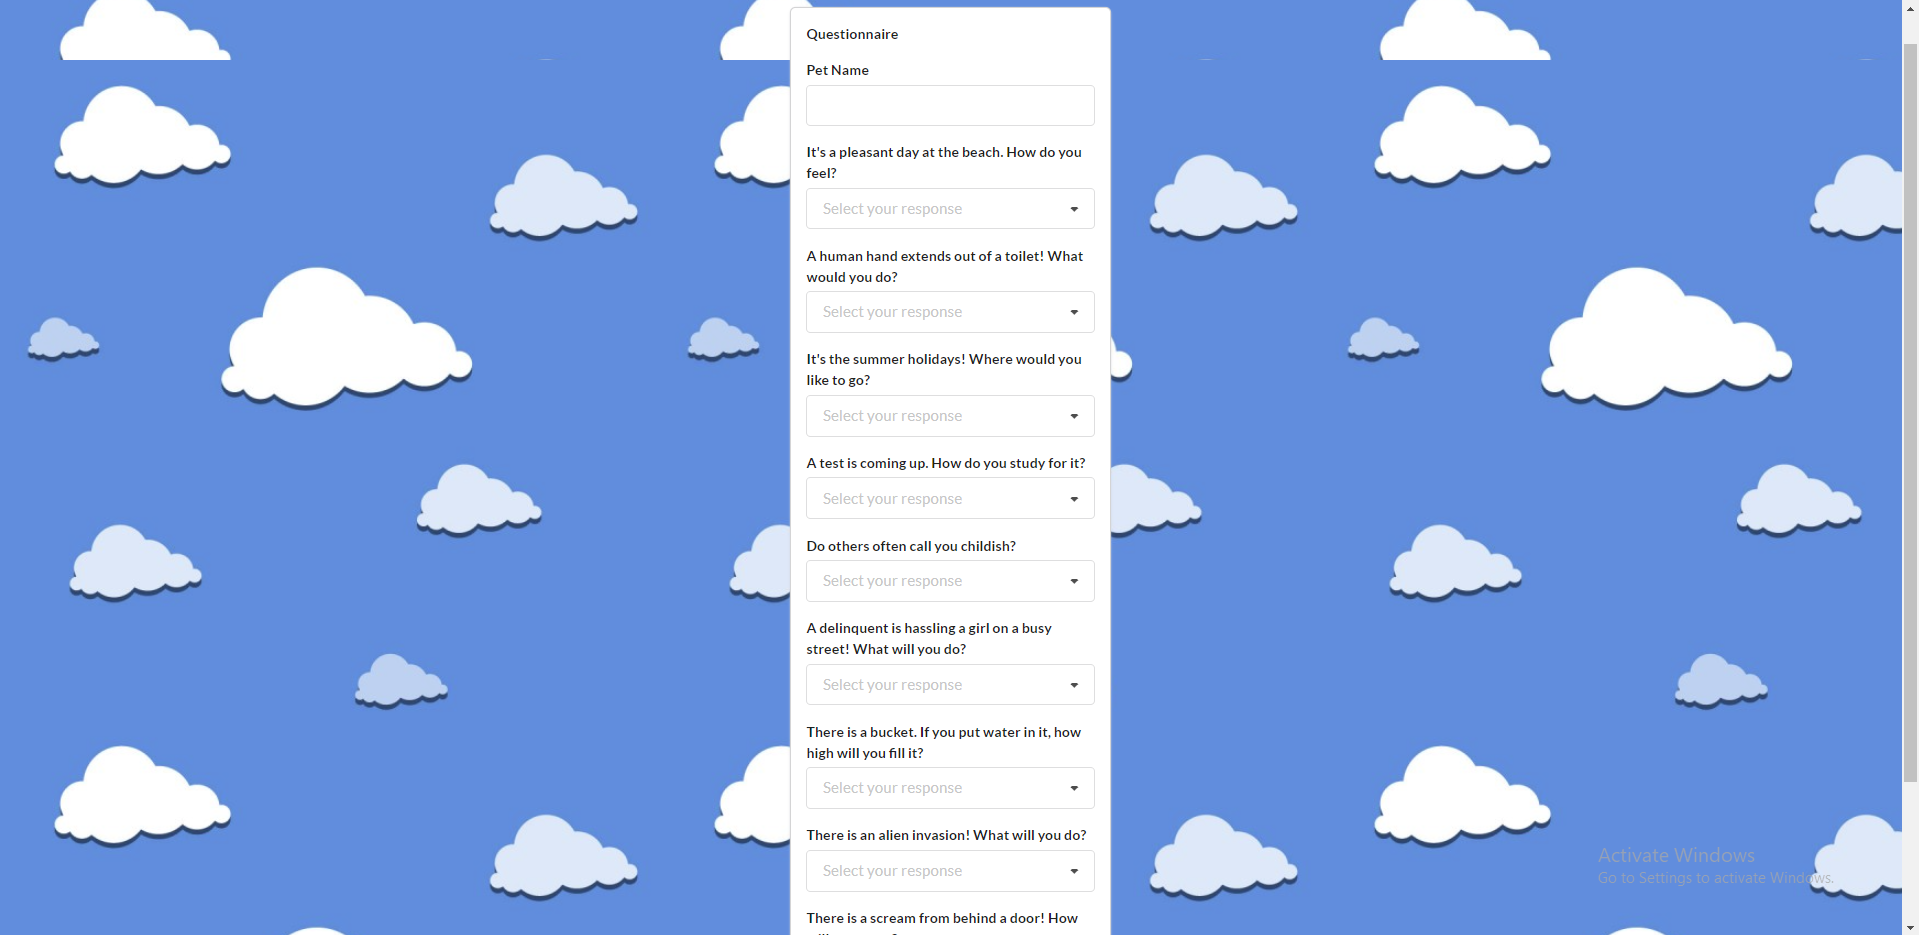 Questionnaire
Pet Name
It's a pleasant day at the beach. How do you
feel?
Select your response
A human hand extends out of a toilet! What
would you do?
Select your response
It's the summer holidays! Where would you
like to go?
Select your response
A test is coming up. How do you study for it?
Select your response
Do others often call you childish?
Select your response
A delinquent is hassling a girl on a busy
street! What will you do?
Select your response
There is a bucket. If you put water in it, how
high will you fill it?
Select your response
There is an alien invasion! What will you do?
Select your response
There is a scream from behind a door! How
Activate Windows
Go to Settings to activate Windows.